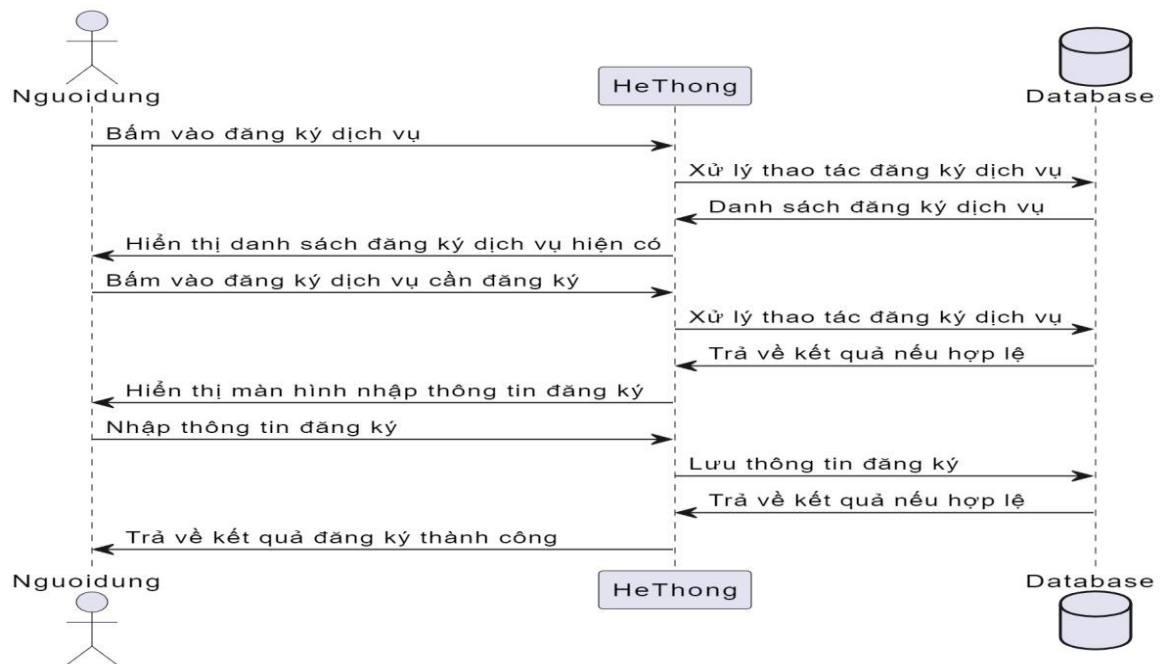 Nguoidung
HeThong
Database
Bấm vào đăng ký dịch vụ
Xử lý thao tác đăng ký dịch vụ
Danh sách đăng ký dịch vụ
Hiển thị danh sách đăng ký dịch vụ hiện có
Bấm vào đăng ký dịch vụ cần đăng ký
Xử lý thao tác đăng ký dịch vụ
Trả về kết quả nếu hợp lệ
Hiển thị màn hình nhập thông tin đăng ký
Nhập thông tin đăng ký
Lưu thông tin đăng ký
Trả về kết quả nếu hợp lệ
Trả về kết quả đăng ký thành công
Nguoidung
HeThong
Database